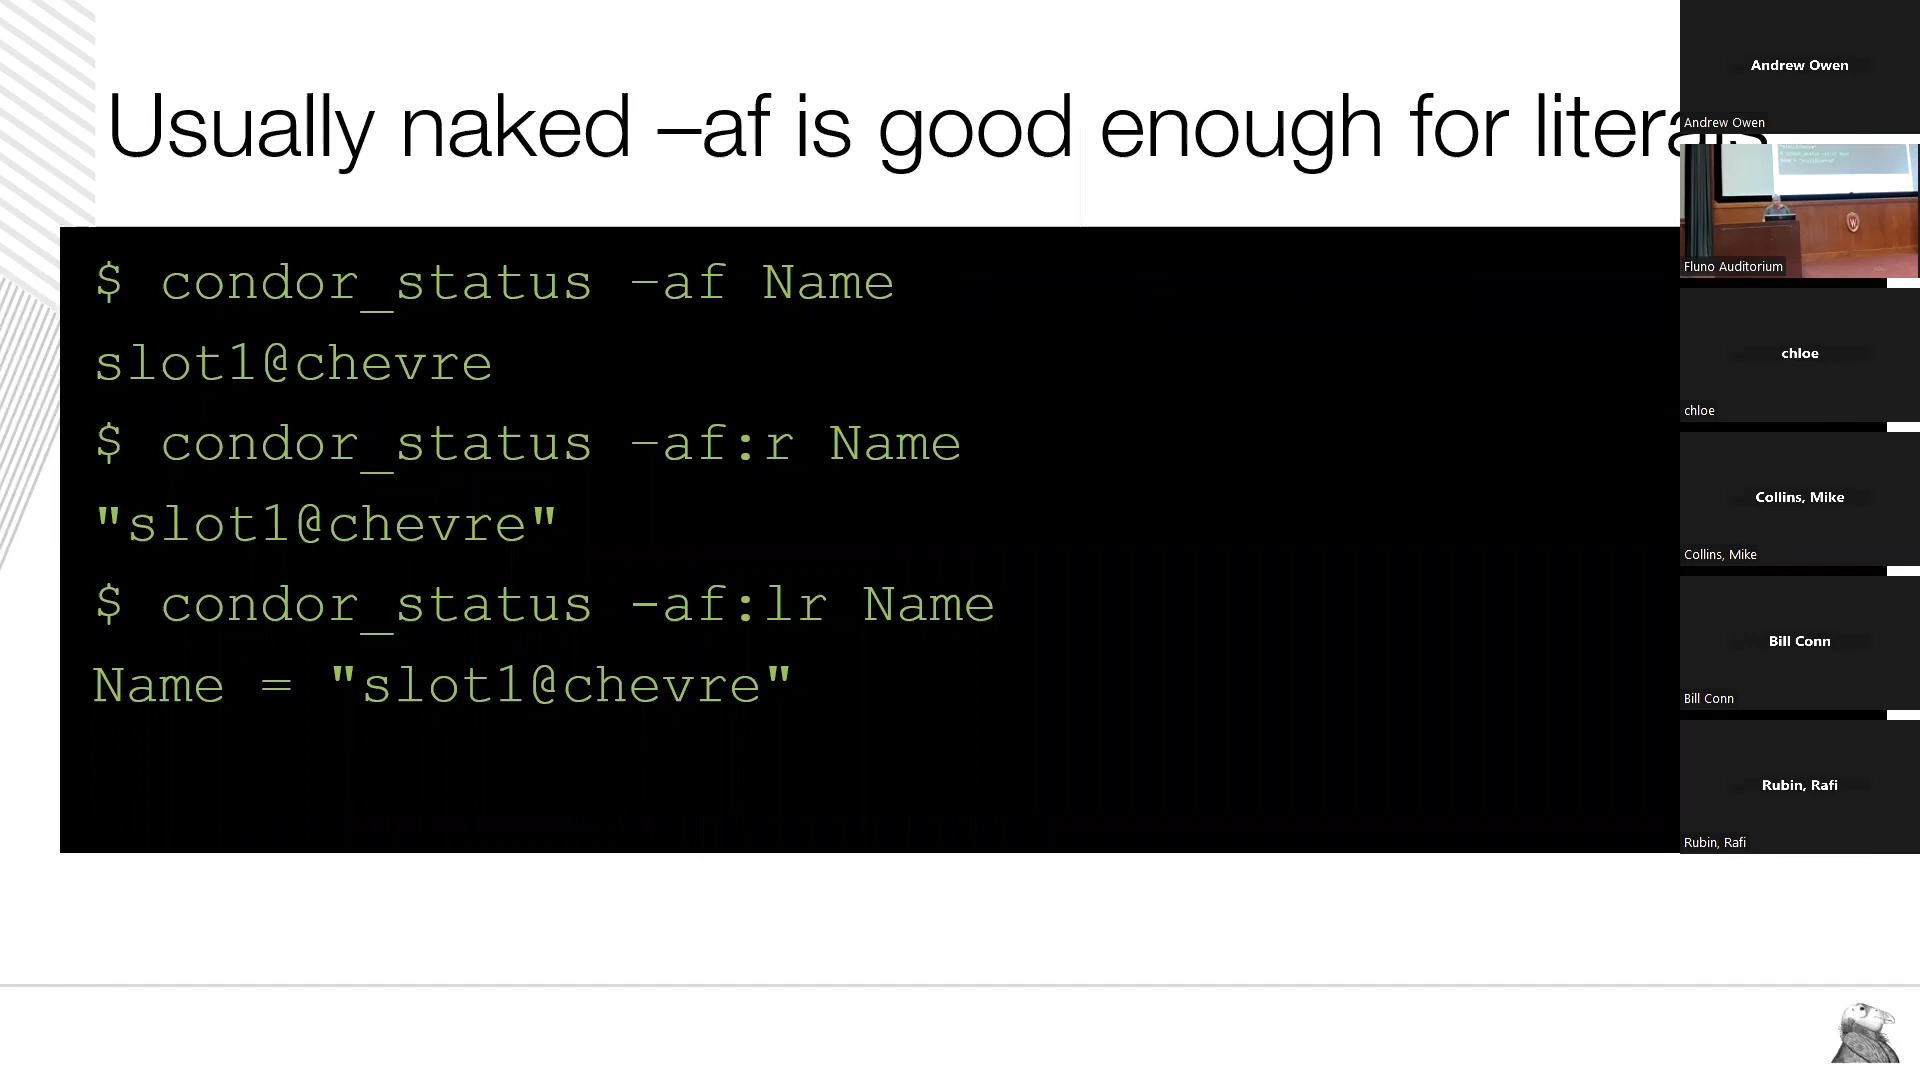 Usually naked –af is good enough for literals
$ condor_status –af Name
slot1@chevre
$ condor_status –af:r Name
"slot1@chevre"
$ condor_status -af:lr Name
Name = "slot1@chevre"
Andrew Owen
Andrew Owen
Fluno Auditorium
chloe
chloe
Collins, Mike
Collins, Mike
Bill Conn
Bill Conn
Rubin, Rafi
Rubin, Rafi